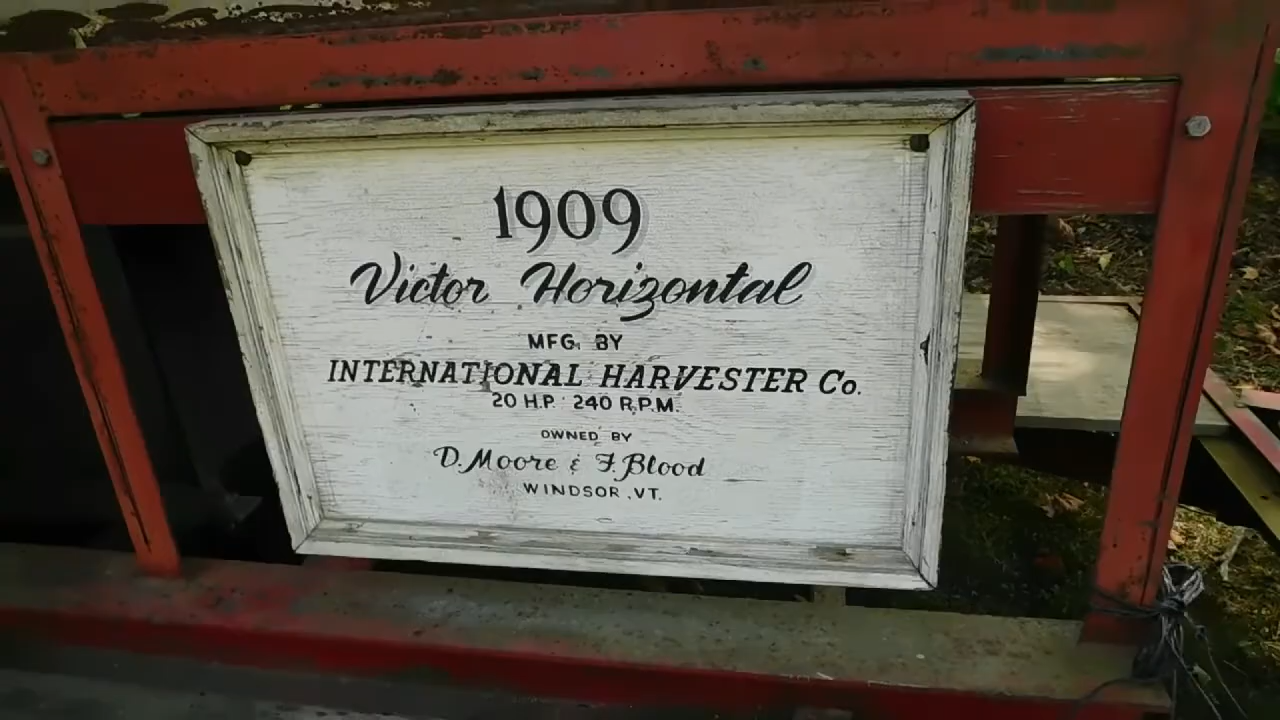 1909
Victor Horizontal
MFG. BY
INTERNATIONAL HARVESTER Co.
20 H.P. 240 R.P.M.
OWNED BY
D. Moore & F. Blood
WINDSOR, VT.